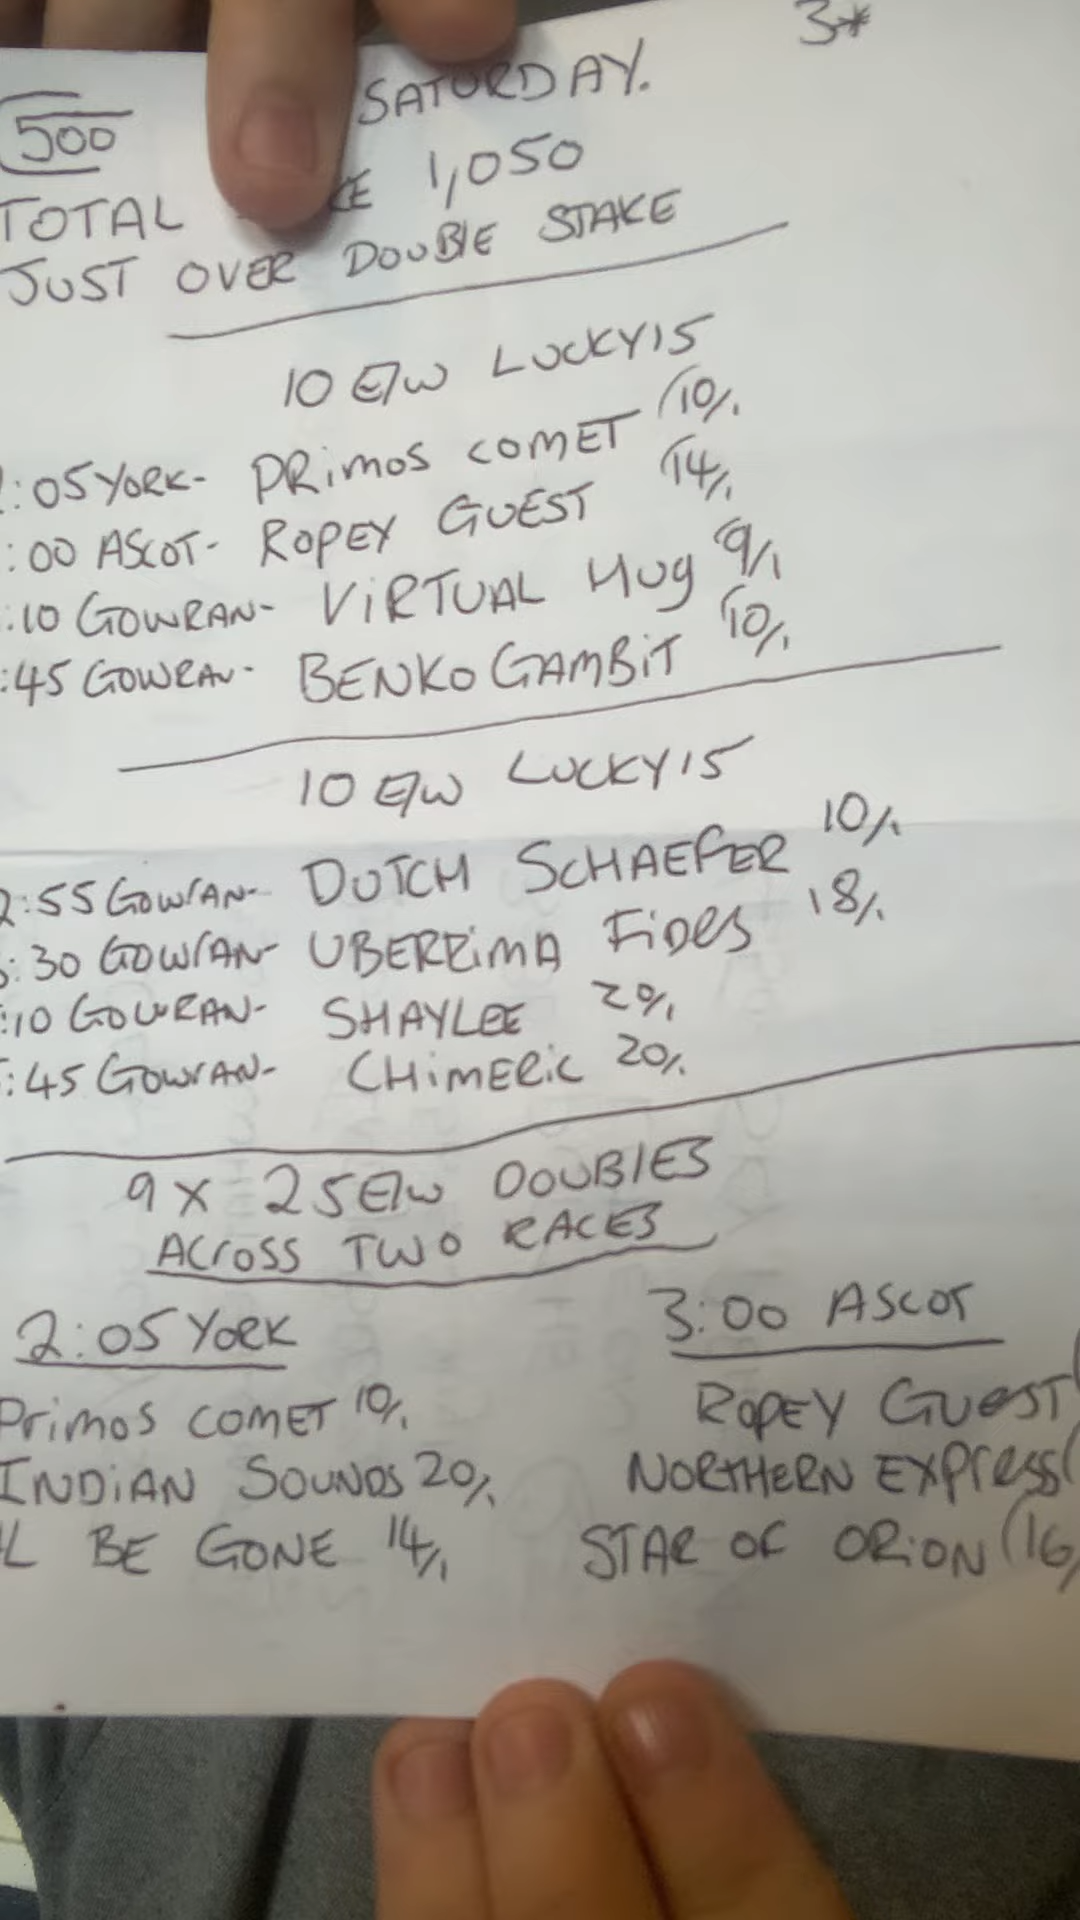 3*
500
SATURDAY.
TOTAL 1,050
JUST OVER DOUBLE STAKE
10 E/W LUCKY15
:05 YORK- PRIMOS COMET (10/1
:00 ASCOT- ROPEY GUEST (14/1
:10 GOWRAN- VIRTUAL HUG (9/1
:45 GOWRAN- BENKO GAMBIT (10/1
10 E/W LUCKY15
2:55 GOWRAN- DUTCH SCHAEFER 10/1
:30 GOWRAN- UBERRIMA FIDES 18/1
:10 GOWRAN- SHAYLEE 20/1
:45 GOWRAN- CHIMERIC 20/1
9 X 25 E/W DOUBLES
ACROSS TWO RACES
2:05 YORK
3:00 ASCOT
PRIMOS COMET 10/1
ROPEY GUEST
INDIAN SOUNDS 20/1
NORTHERN EXPRESS (
BE GONE 14/1
STAR OF ORION (16/